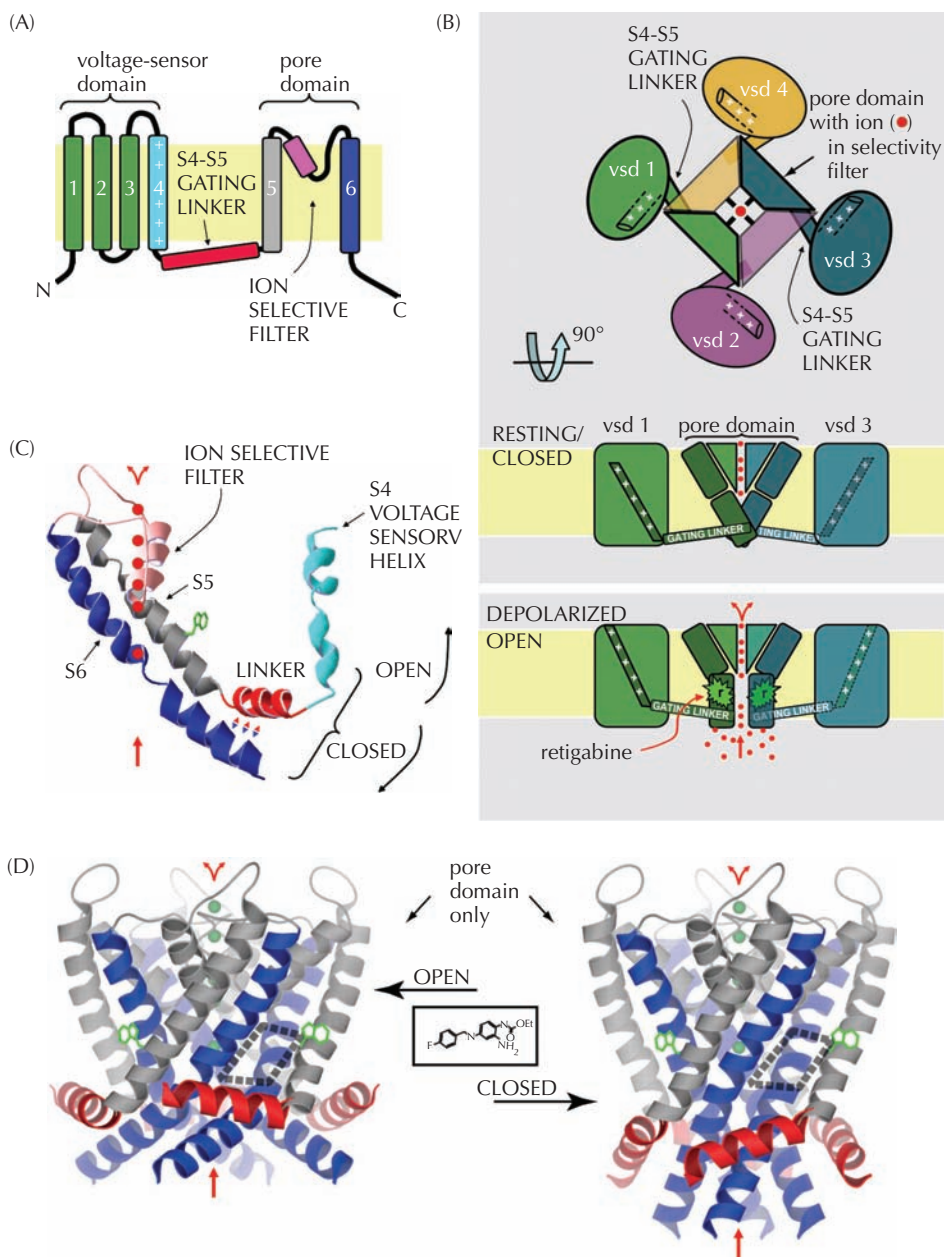 (A)
voltage-sensor
domain
pore
domain
1
2
3
4
+
+
+
+
+
+
S4-S5
GATING
LINKER
5
6
N
ION
SELECTIVE
FILTER
C
(B)
S4-S5
GATING
LINKER
vsd 4
pore domain
with ion (●)
in selectivity
filter
vsd 1
vsd 3
vsd 2
S4-S5
GATING
LINKER
90°
vsd 1
pore domain
vsd 3
RESTING/
CLOSED
GATING LINKER
GATING LINKER
DEPOLARIZED
OPEN
r
r
GATING LINKER
GATING LINKER
retigabine
(C)
ION SELECTIVE
FILTER
S4
VOLTAGE
SENSORV
HELIX
S5
S6
LINKER
OPEN
CLOSED
(D)
pore
domain
only
OPEN
F
N
N
O
OEt
NH2
CLOSED